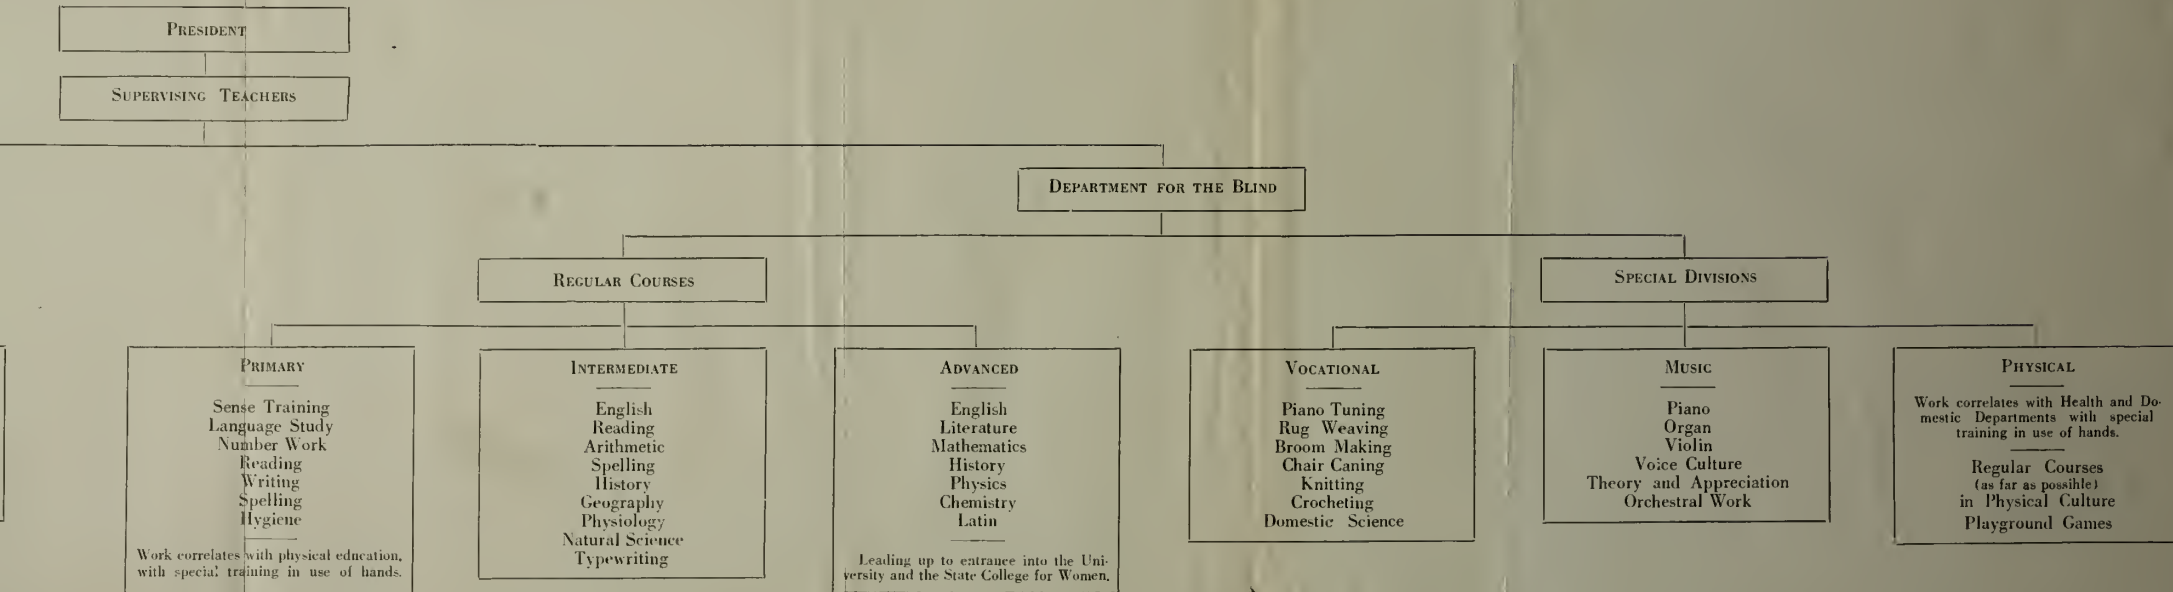 PRESIDENT
SUPERVISING TEACHERS
DEPARTMENT FOR THE BLIND
REGULAR COURSES
SPECIAL DIVISIONS
PRIMARY
Sense Training
Language Study
Number Work
Reading
Writing
Spelling
Hygiene
Work correlates with physical education,
with special training in use of hands.
INTERMEDIATE
English
Reading
Arithmetic
Spelling
History
Geography
Physiology
Natural Science
Typewriting
ADVANCED
English
Literature
Mathematics
History
Physics
Chemistry
Latin
Leading up to entrance into the Uni-
versity and the State College for Women.
VOCATIONAL
Piano Tuning
Rug Weaving
Broom Making
Chair Caning
Knitting
Crocheting
Domestic Science
MUSIC
Piano
Organ
Violin
Voice Culture
Theory and Appreciation
Orchestral Work
PHYSICAL
Work correlates with Health and Do-
mestic Departments with special
training in use of hands.
Regular Courses
(as far as possible)
in Physical Culture
Playground Games